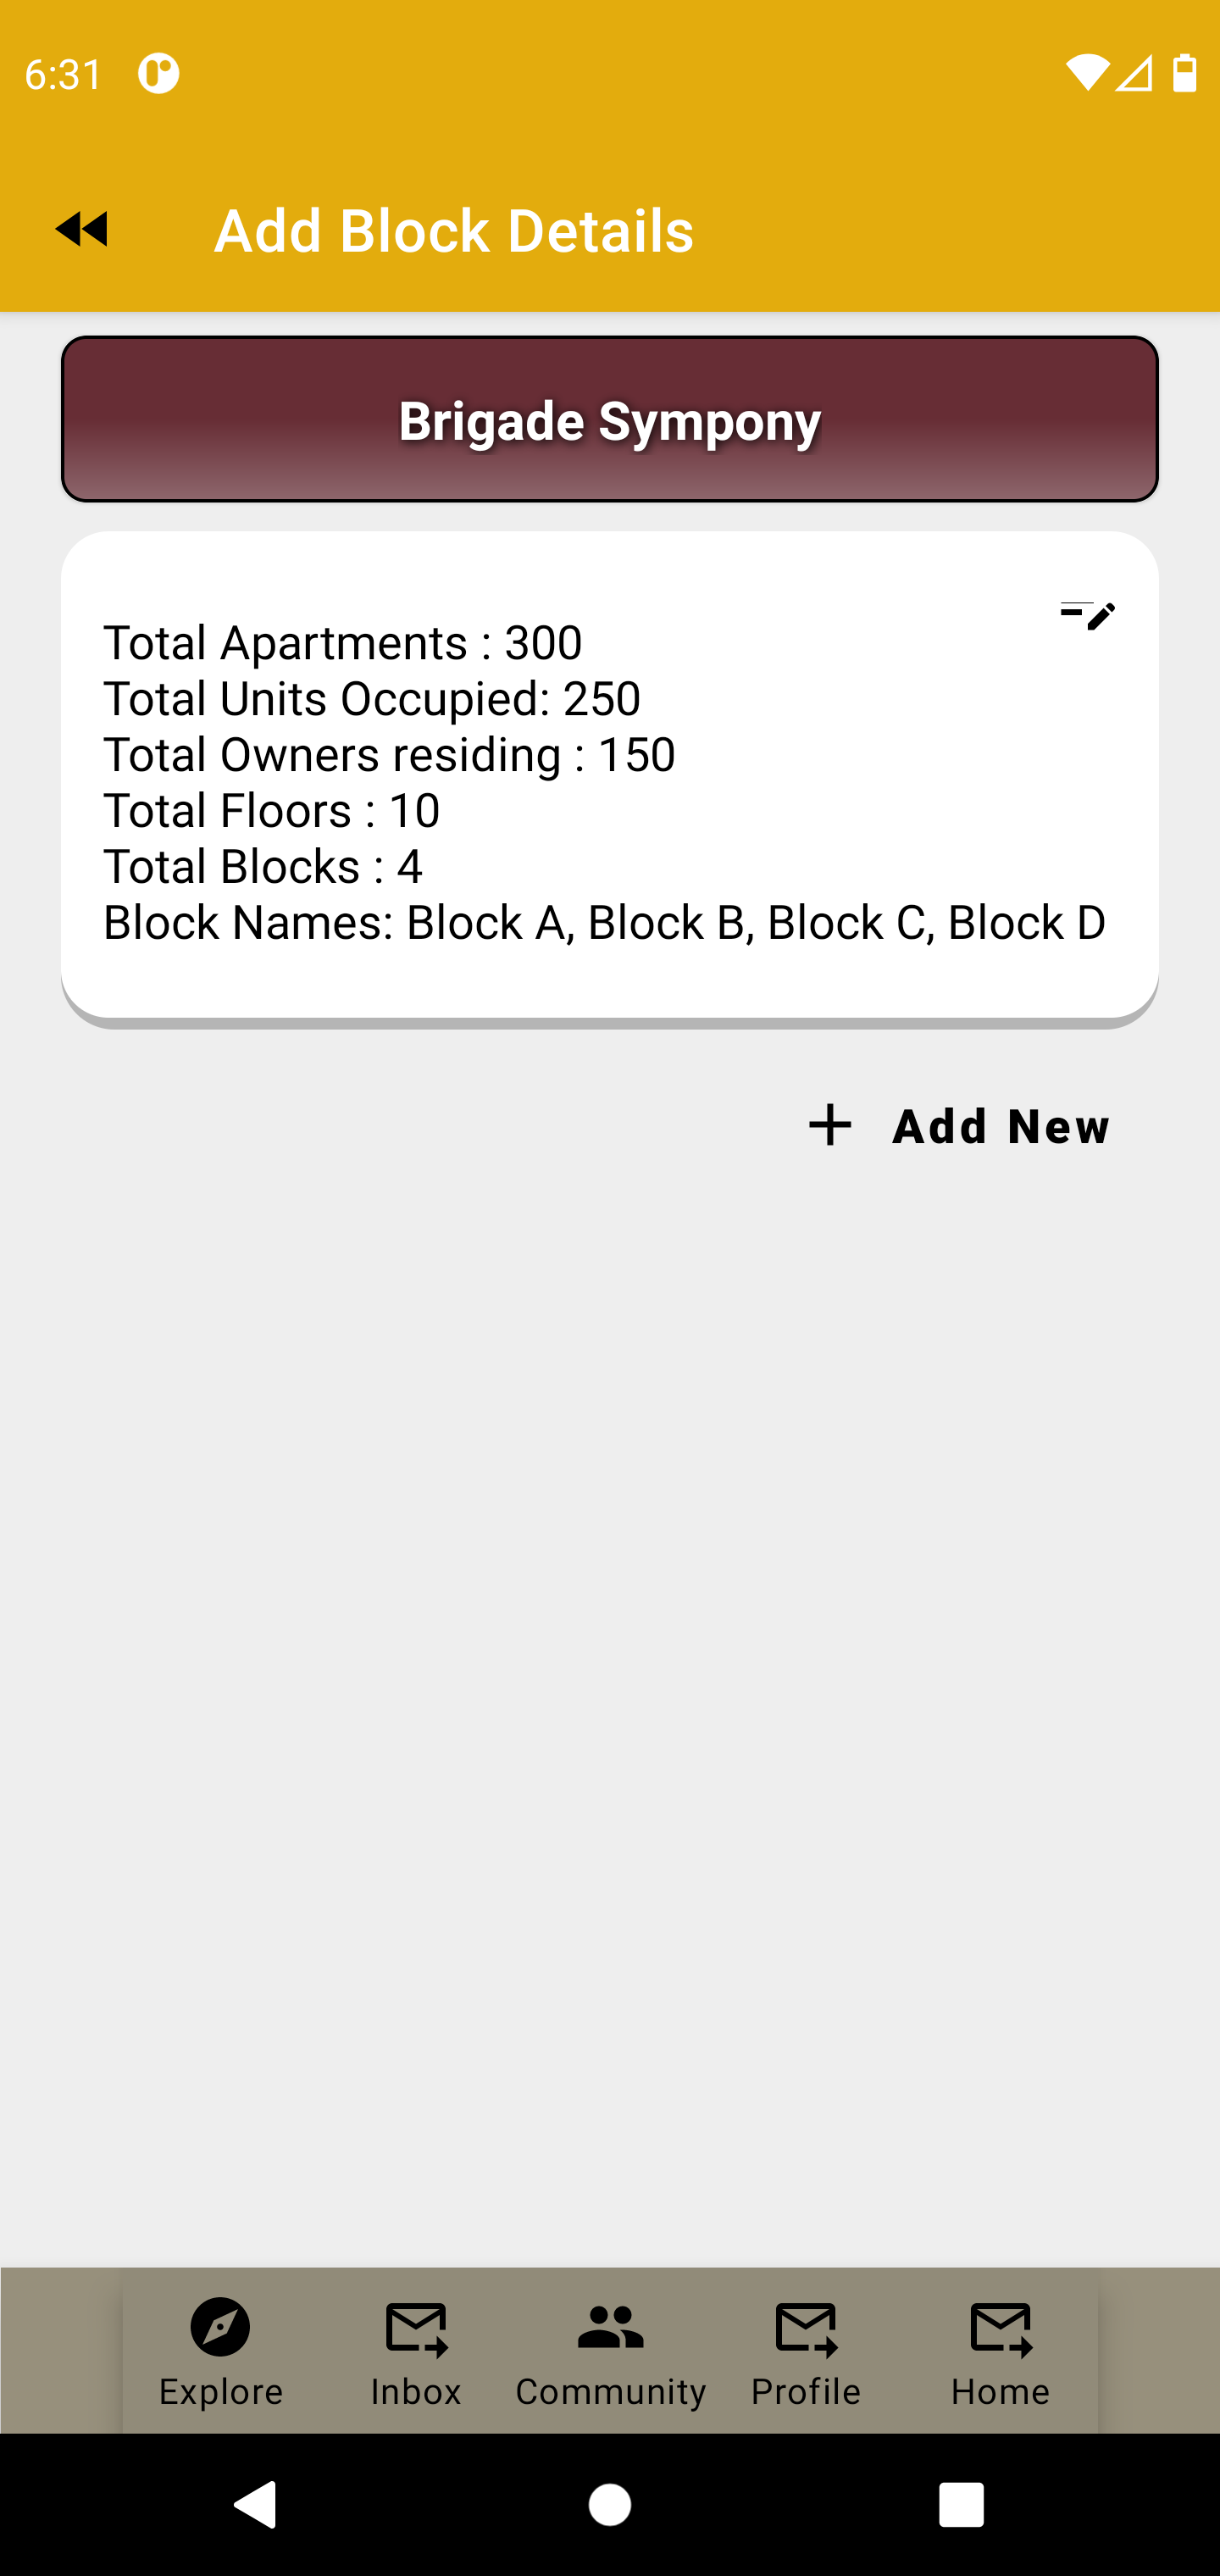 6:31
Add Block Details
Brigade Sympony
Total Apartments : 300
Total Units Occupied: 250
Total Owners residing : 150
Total Floors : 10
Total Blocks : 4
Block Names: Block A, Block B, Block C, Block D
Add New
Explore Inbox Community Profile Home